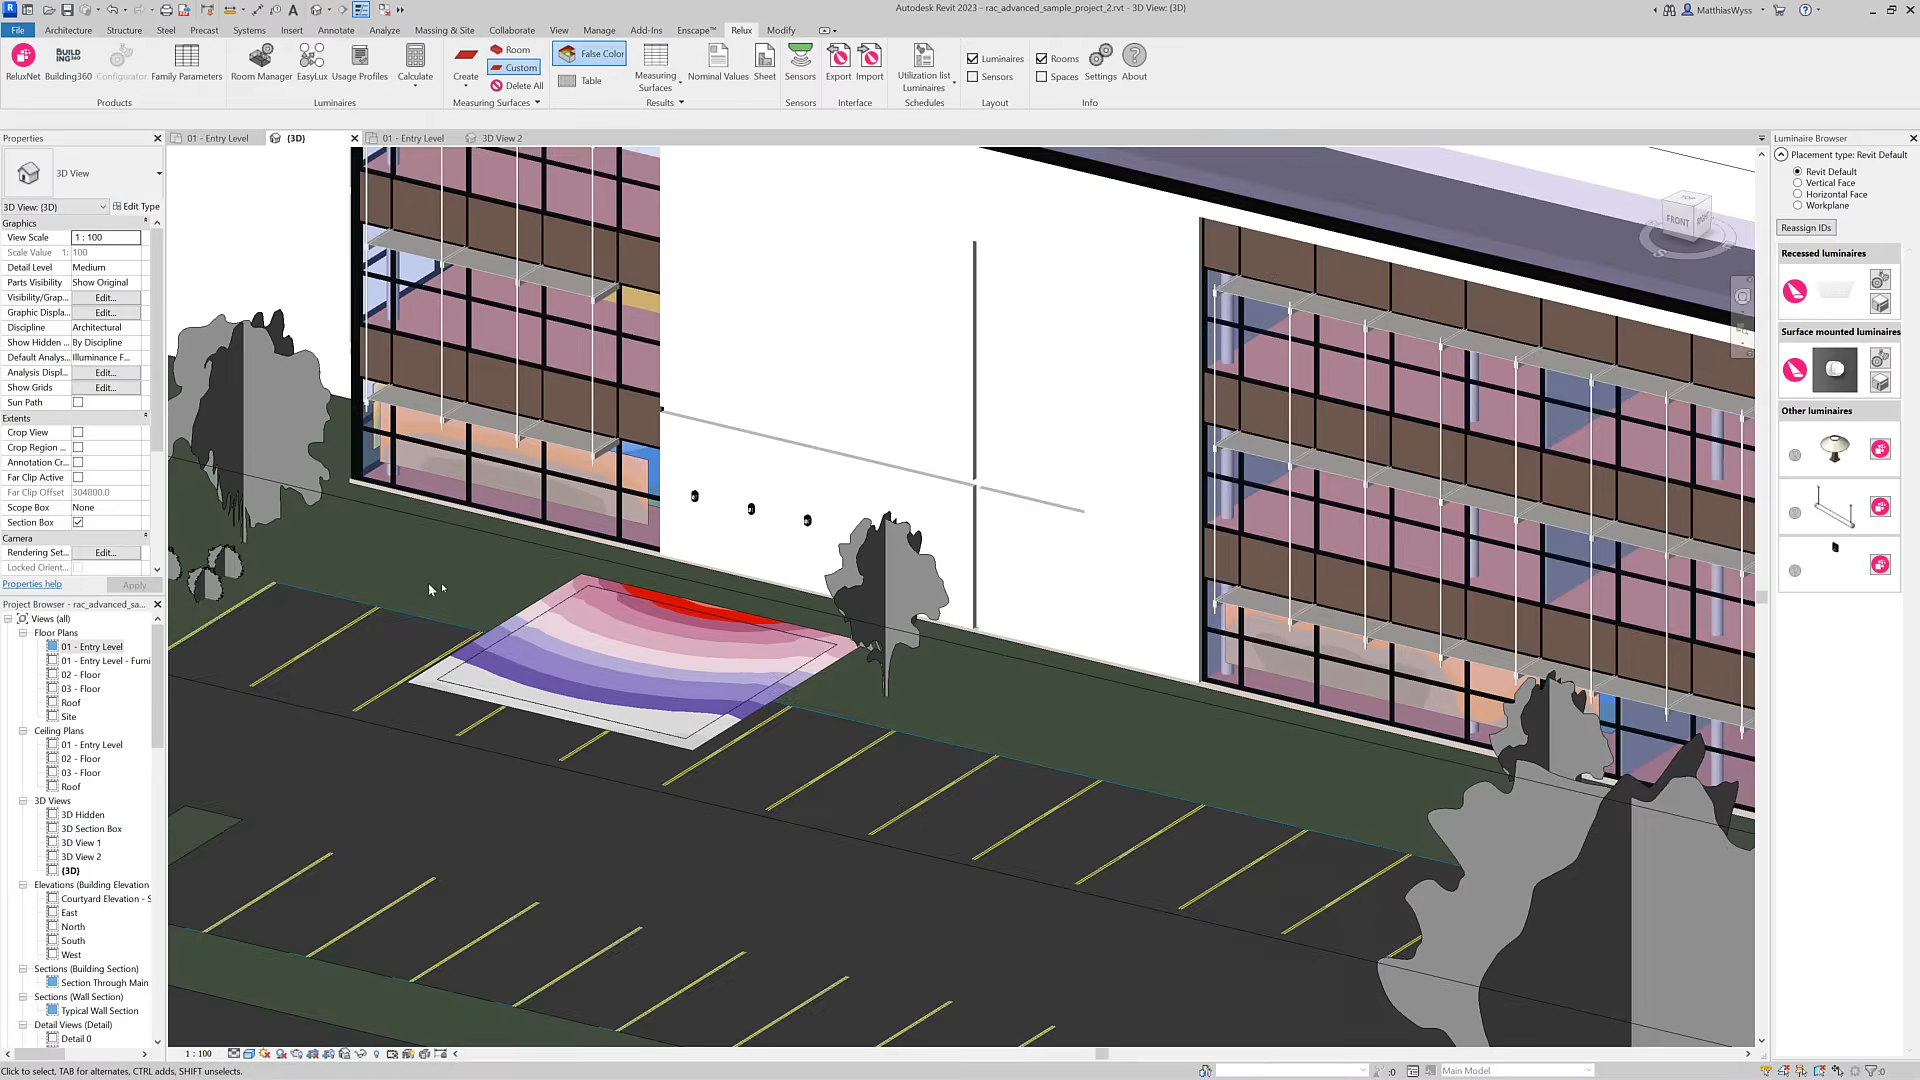 Autodesk Revit 2023 - rac_advanced_sample_project_2.rvt - 3D View: {3D}
MatthiasWyss
File
Architecture
Structure
Steel
Precast
Systems
Insert
Annotate
Analyze
Massing & Site
Collaborate
View
Manage
Add-Ins
Enscape™
Relux
Modify
ReluxNet
Building360
Configurator
Family Parameters
Room Manager
EasyLux
Usage Profiles
Calculate
Create
Room
Custom
Delete All
False Color
Table
Measuring
Surfaces
Nominal Values
Sheet
Sensors
Export
Import
Utilization list
Luminaires
Luminaires
Sensors
Rooms
Spaces
Settings
About
Products
Luminaires
Measuring Surfaces
Results
Sensors
Interface
Schedules
Layout
Info
Properties
01 - Entry Level
{3D}
01 - Entry Level
3D View 2
Luminaire Browser
3D View
3D View: {3D}
Edit Type
Graphics
View Scale
1 : 100
Scale Value 1:
100
Detail Level
Medium
Parts Visibility
Show Original
Visibility/Grap...
Edit...
Graphic Displa...
Edit...
Discipline
Architectural
Show Hidden ...
By Discipline
Default Analys...
Illuminance F...
Analysis Displ...
Edit...
Show Grids
Edit...
Sun Path
Extents
Crop View
Crop Region ...
Annotation Cr...
Far Clip Active
Far Clip Offset
304800.0
Scope Box
None
Section Box
Camera
Rendering Set...
Edit...
Locked Orient...
Properties help
Apply
Project Browser - rac_advanced_sa...
Views (all)
Floor Plans
01 - Entry Level
01 - Entry Level - Furni
02 - Floor
03 - Floor
Roof
Site
Ceiling Plans
01 - Entry Level
02 - Floor
03 - Floor
Roof
3D Views
3D Hidden
3D Section Box
3D View 1
3D View 2
{3D}
Elevations (Building Elevation
Courtyard Elevation - S
East
North
South
West
Sections (Building Section)
Section Through Main
Sections (Wall Section)
Typical Wall Section
Detail Views (Detail)
Detail 0
FRONT
Placement type: Revit Default
Revit Default
Vertical Face
Horizontal Face
Workplane
Reassign IDs
Recessed luminaires
Surface mounted luminaires
Other luminaires
1 : 100
Click to select, TAB for alternates, CTRL adds, SHIFT unselects.
:0
Main Model
:0